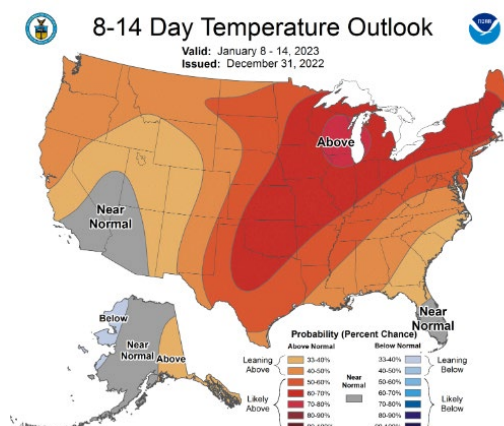 8-14 Day Temperature Outlook
Valid: January 8 - 14, 2023
Issued: December 31, 2022
NOAA
Above
Near
Normal
Near
Normal
Below
Near
Normal
Above
Probability (Percent Chance)
Above Normal
Below Normal
Leaning
Above
33-40%
40-50%
Near
Normal
33-40%
40-50%
Leaning
Below
Likely
Above
50-60%
60-70%
70-80%
80-90%
50-60%
60-70%
70-80%
80-90%
Likely
Below